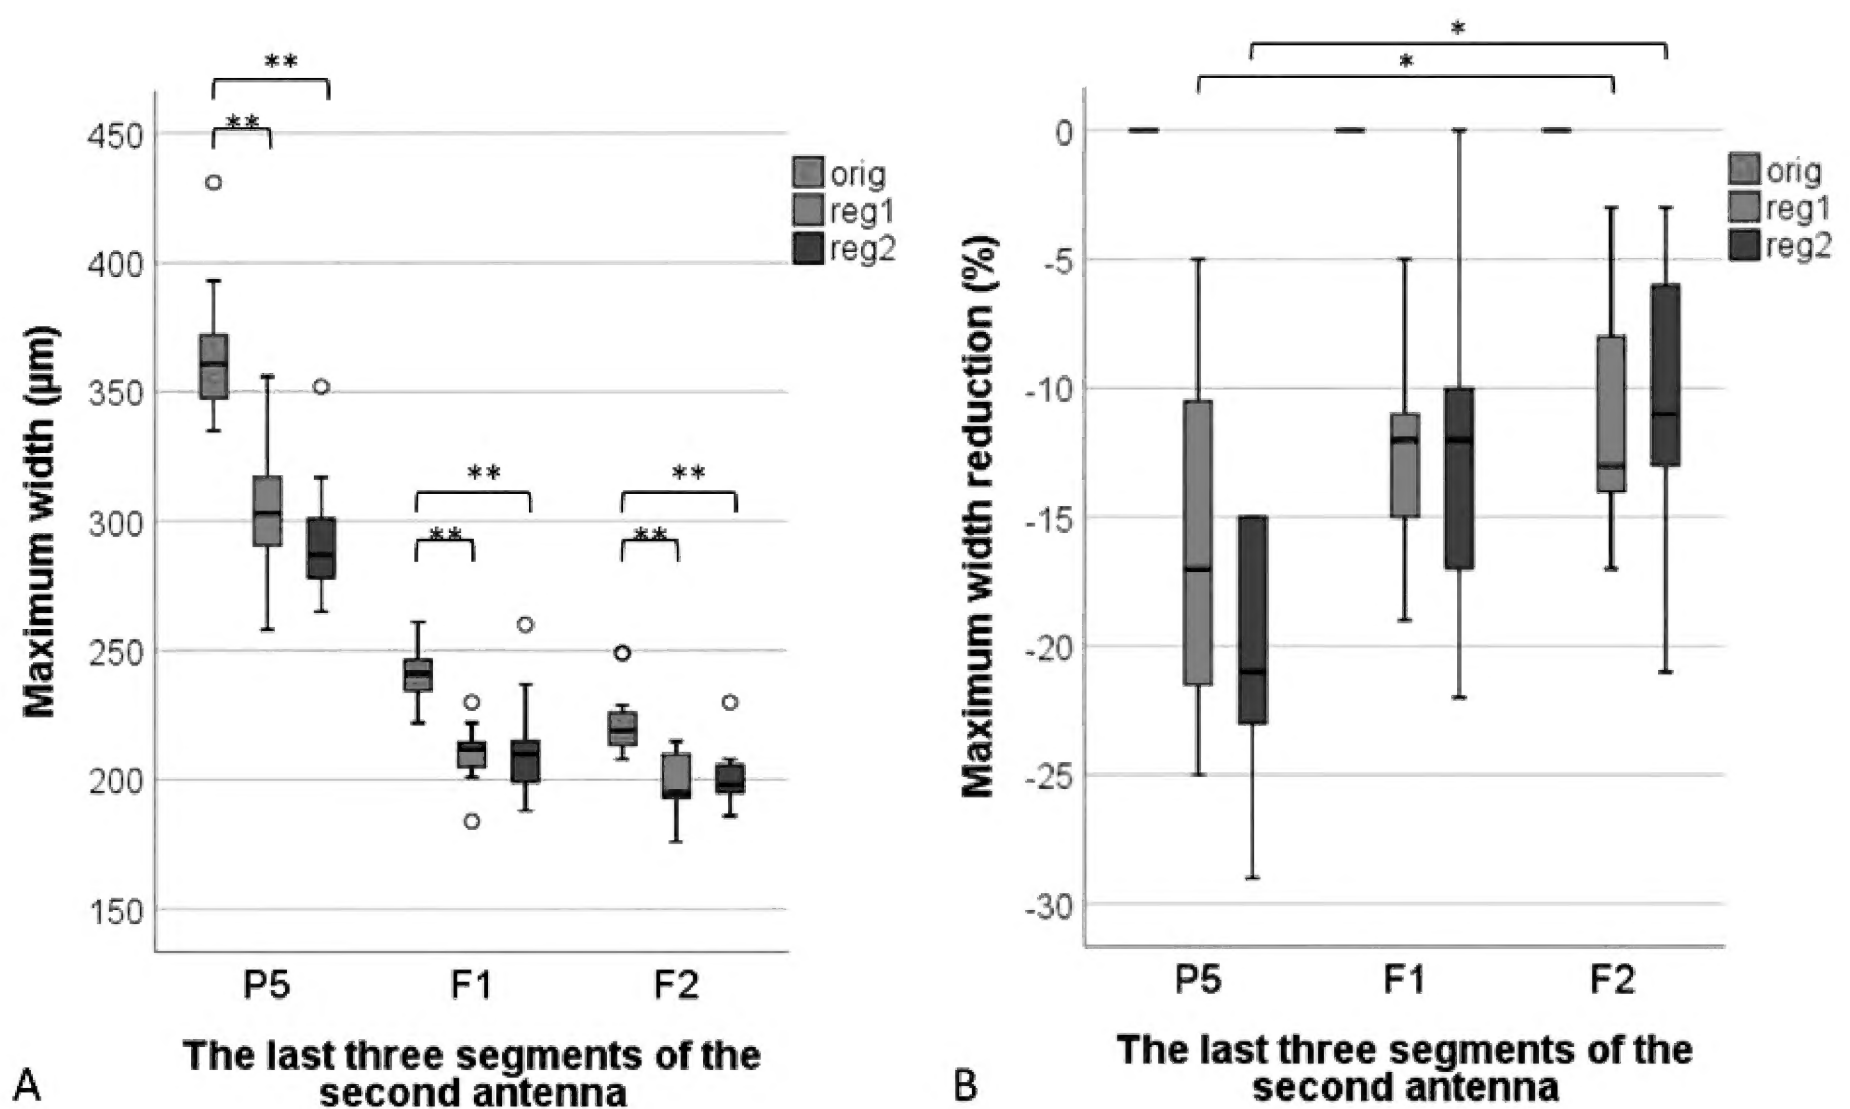 **
**
450
400
350
300
250
200
150
Maximum width (µm)
orig
reg1
reg2
**
**
**
**
P5
F1
F2
The last three segments of the
second antenna
A
*
*
0
-5
-10
-15
-20
-25
-30
Maximum width reduction (%)
orig
reg1
reg2
P5
F1
F2
The last three segments of the
second antenna
B